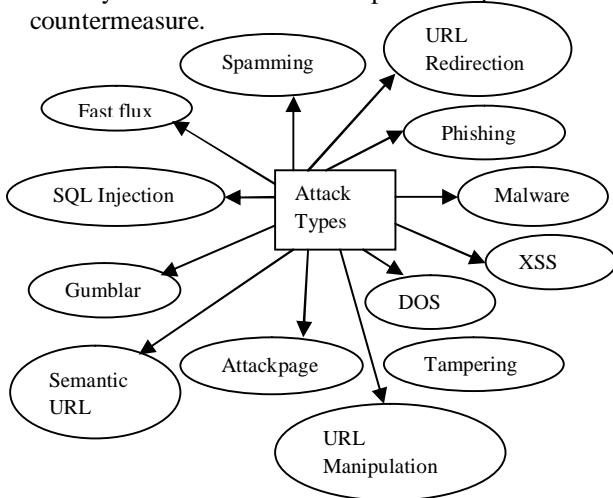 countermeasure.
URL
Redirection
Spamming
Fast flux
Phishing
SQL Injection
Attack
Types
Malware
XSS
Gumblar
DOS
Attackpage
Tampering
Semantic
URL
URL
Manipulation